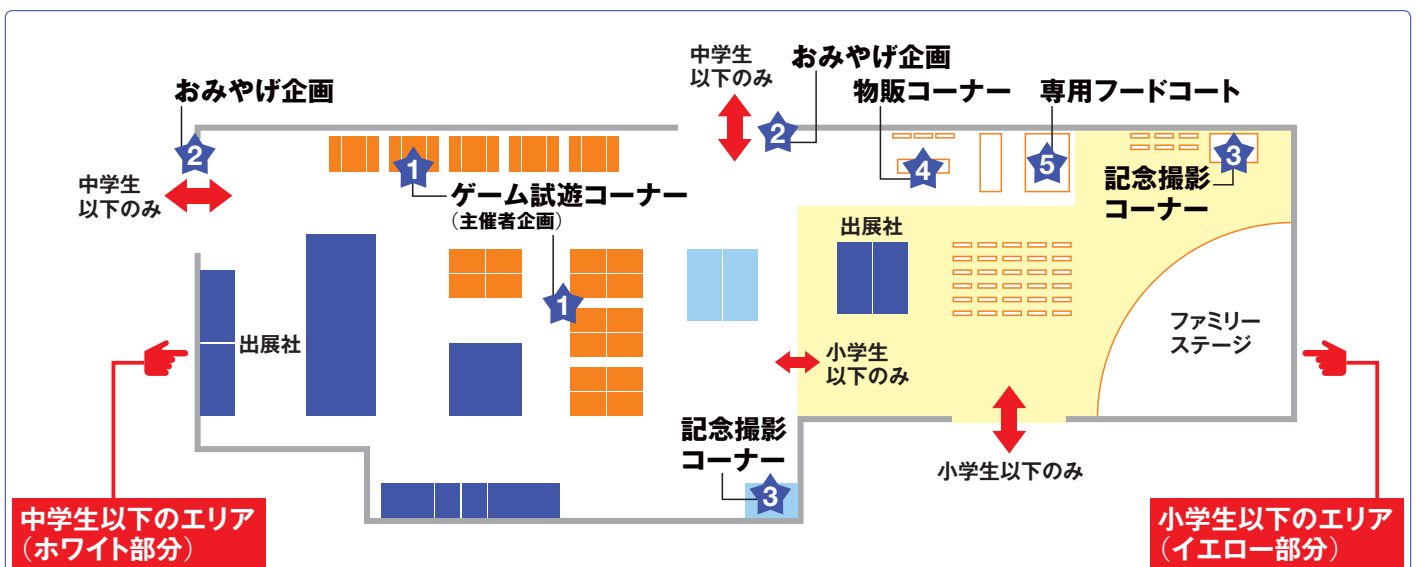 中学生
以下のみ
おみやげ企画
おみやげ企画
物販コーナー
専用フードコート
2
2
4
5
3
1
中学生
以下のみ
ゲーム試遊コーナー
（主催者企画）
記念撮影
コーナー
出展社
1
出展社
小学生
以下のみ
ファミリー
ステージ
記念撮影
コーナー
3
小学生以下のみ
中学生以下のエリア
（ホワイト部分）
小学生以下のエリア
（イエロー部分）